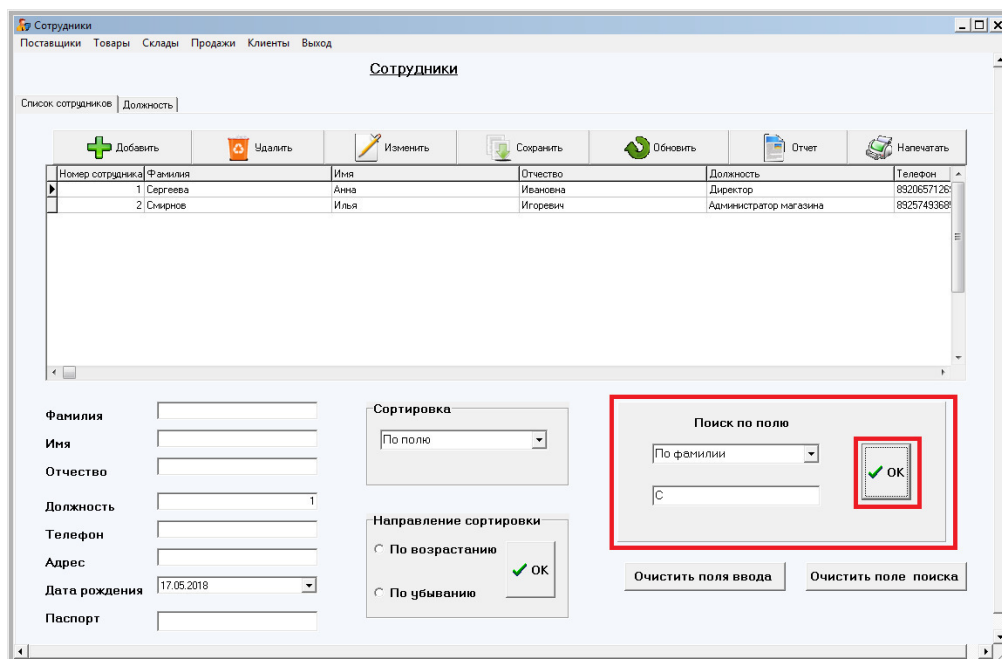 Сотрудники
Поставщики Товары Склады Продажи Клиенты Выход
Сотрудники
Список сотрудников Должность
Добавить Удалить Изменить Сохранить Обновить Отчет Напечатать
Номер сотрудника Фамилия Имя Отчество Должность Телефон
1 Сергеева Анна Ивановна Директор 8920657126
2 Смирнов Илья Игоревич Администратор магазина 8925749368
Фамилия
Имя
Отчество
Должность 1
Телефон
Адрес
Дата рождения 17.05.2018
Паспорт
Сортировка
По полю
Направление сортировки
По возрастанию
По убыванию
OK
Поиск по полю
По фамилии
С
OK
Очистить поля ввода Очистить поле поиска